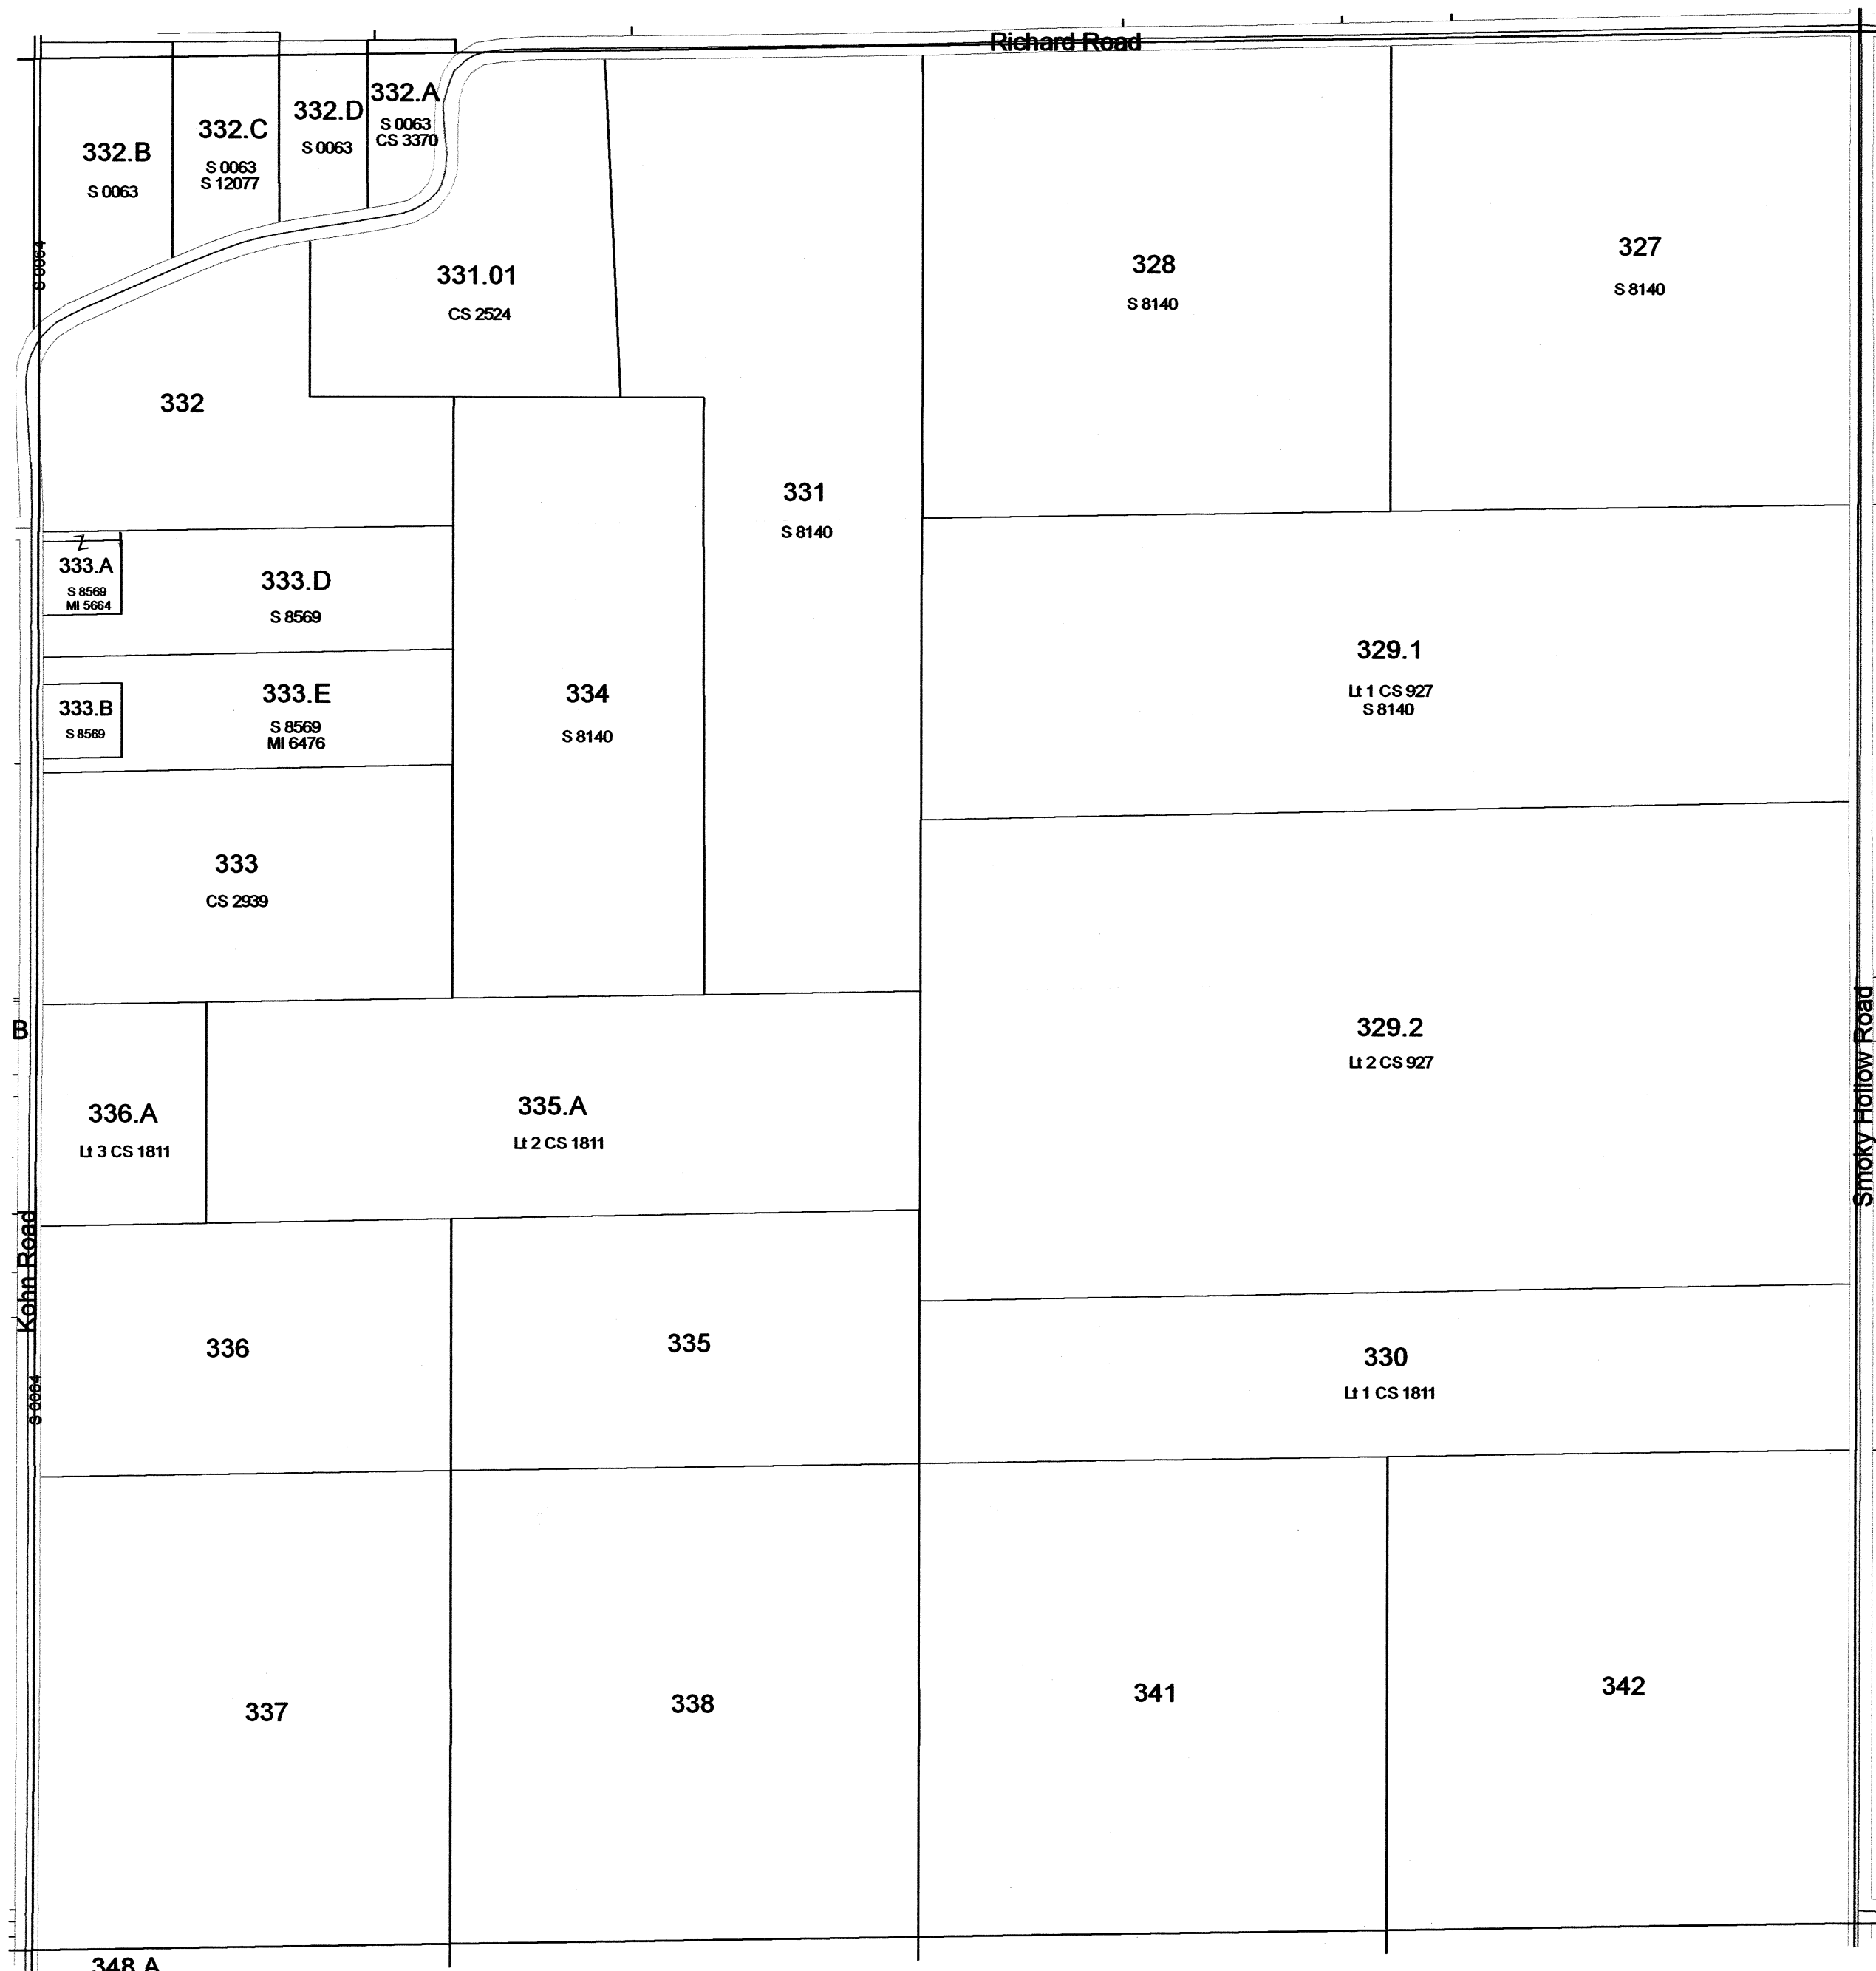 Richard Road
332.A
S 0063
CS 3370
332.D
S 0063
332.C
S 0063
S 12077
332.B
S 0063
S 0064
331.01
CS 2524
328
S 8140
327
S 8140
332
331
S 8140
333.A
S 8569
MI 5664
333.D
S 8569
333.B
S 8569
333.E
S 8569
MI 6476
334
S 8140
329.1
Lt 1 CS 927
S 8140
333
CS 2939
B
336.A
Lt 3 CS 1811
335.A
Lt 2 CS 1811
329.2
Lt 2 CS 927
Smoky Hollow Road
Kohn Road
336
335
330
Lt 1 CS 1811
S 0064
337
338
341
342
348.A